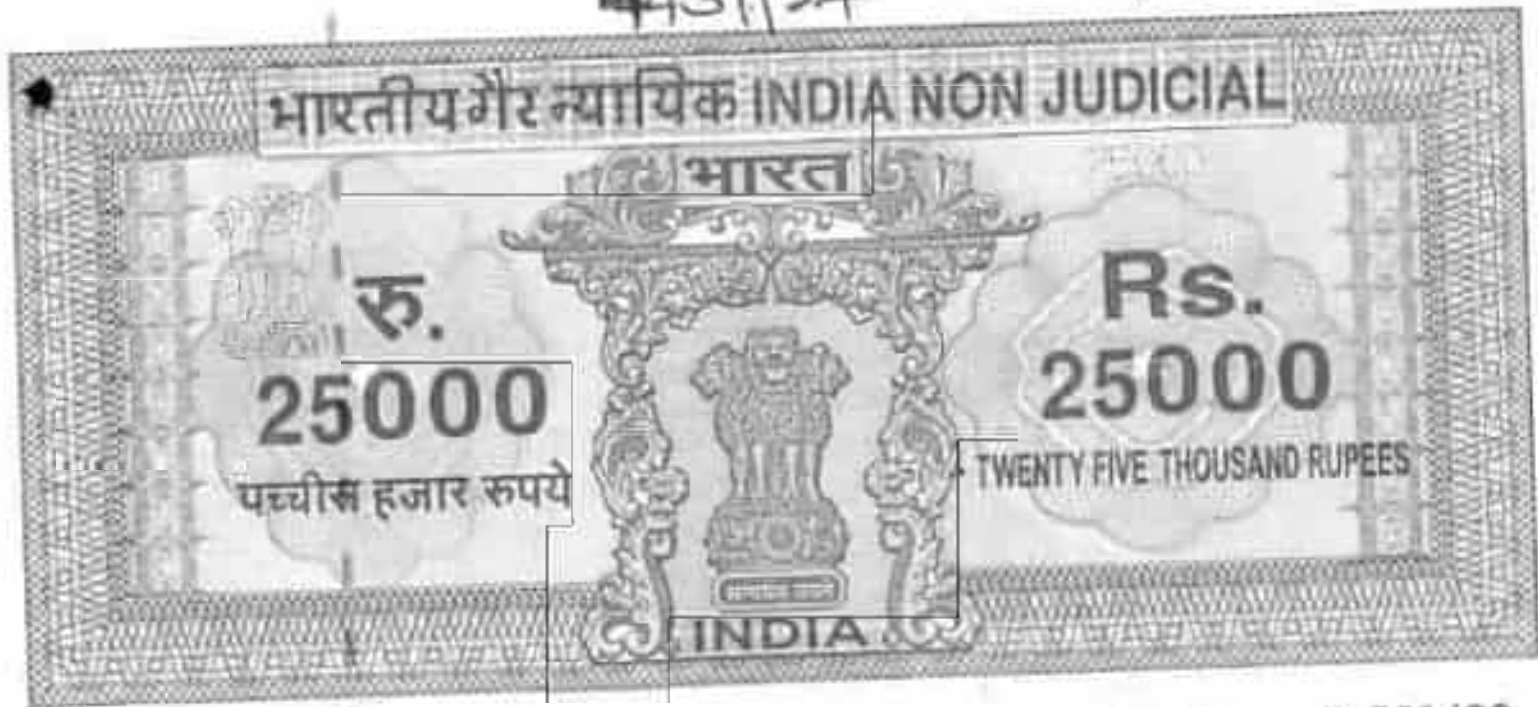 भारतीय गैर न्यायिक INDIA NON JUDICIAL
भारत
रु.
25000
पच्चीस हजार रुपये
Rs.
25000
TWENTY FIVE THOUSAND RUPEES
INDIA